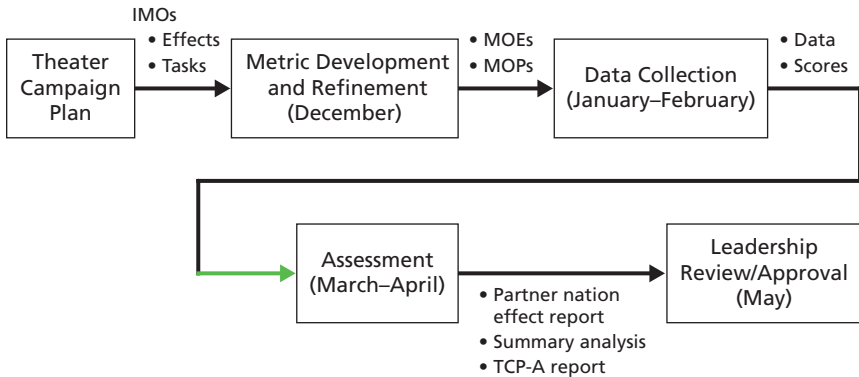 IMOs
• Effects
• Tasks
Theater
Campaign
Plan
Metric Development
and Refinement
(December)
• MOEs
• MOPs
Data Collection
(January–February)
• Data
• Scores
Assessment
(March–April)
• Partner nation
effect report
• Summary analysis
• TCP-A report
Leadership
Review/Approval
(May)